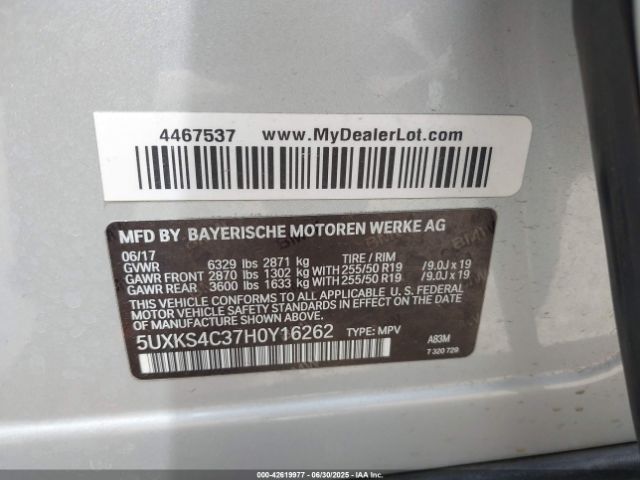 4467537 www.MyDealerLot.com
MFD BY BAYERISCHE MOTOREN WERKE AG
06/17 TIRE / RIM
GVWR 6329 lbs 2871 kg
GAWR FRONT 2870 lbs 1302 kg WITH 255/50 R19 /9.0J x 19
GAWR REAR 3600 lbs 1633 kg WITH 255/50 R19 /9.0J x 19
THIS VEHICLE CONFORMS TO ALL APPLICABLE U. S. FEDERAL
MOTOR VEHICLE SAFETY STANDARDS IN EFFECT ON THE
DATE OF MANUFACTURE SHOWN ABOVE.
5UXKS4C37H0Y16262 TYPE: MPV A83M
7 320 729
000-42619977 - 06/30/2025 - IAA Inc.